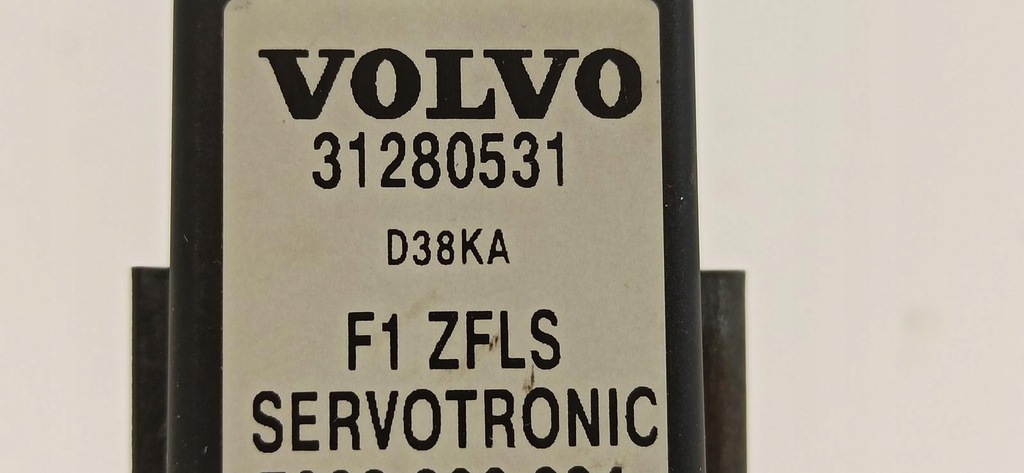 VOLVO
31280531
D38KA
F1 ZFLS
SERVOTRONIC